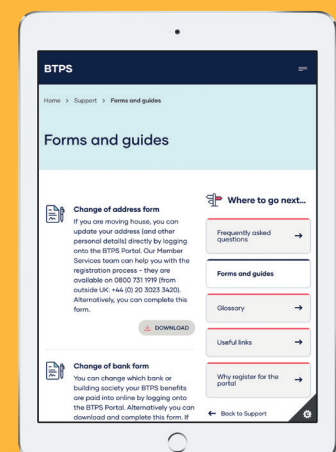 BTPS
Home > Support > Forms and guides
Forms and guides
Change of address form
If you are moving house, you can
update your address (and other
personal details) directly by logging
onto the BTPS Portal. Our Member
Services team can help you with the
registration process - they are
available on 0800 731 1919 (from
outside UK: +44 (0) 20 3023 3420).
Alternatively, you can complete this
form.
DOWNLOAD
Change of bank form
You can change which bank or
building society your BTPS benefits
are paid into online by logging onto
the BTPS Portal. Alternatively you can
download and complete this form. If
Where to go next...
Frequently asked
questions
Forms and guides
Glossary
Useful links
Why register for the
portal
Back to Support